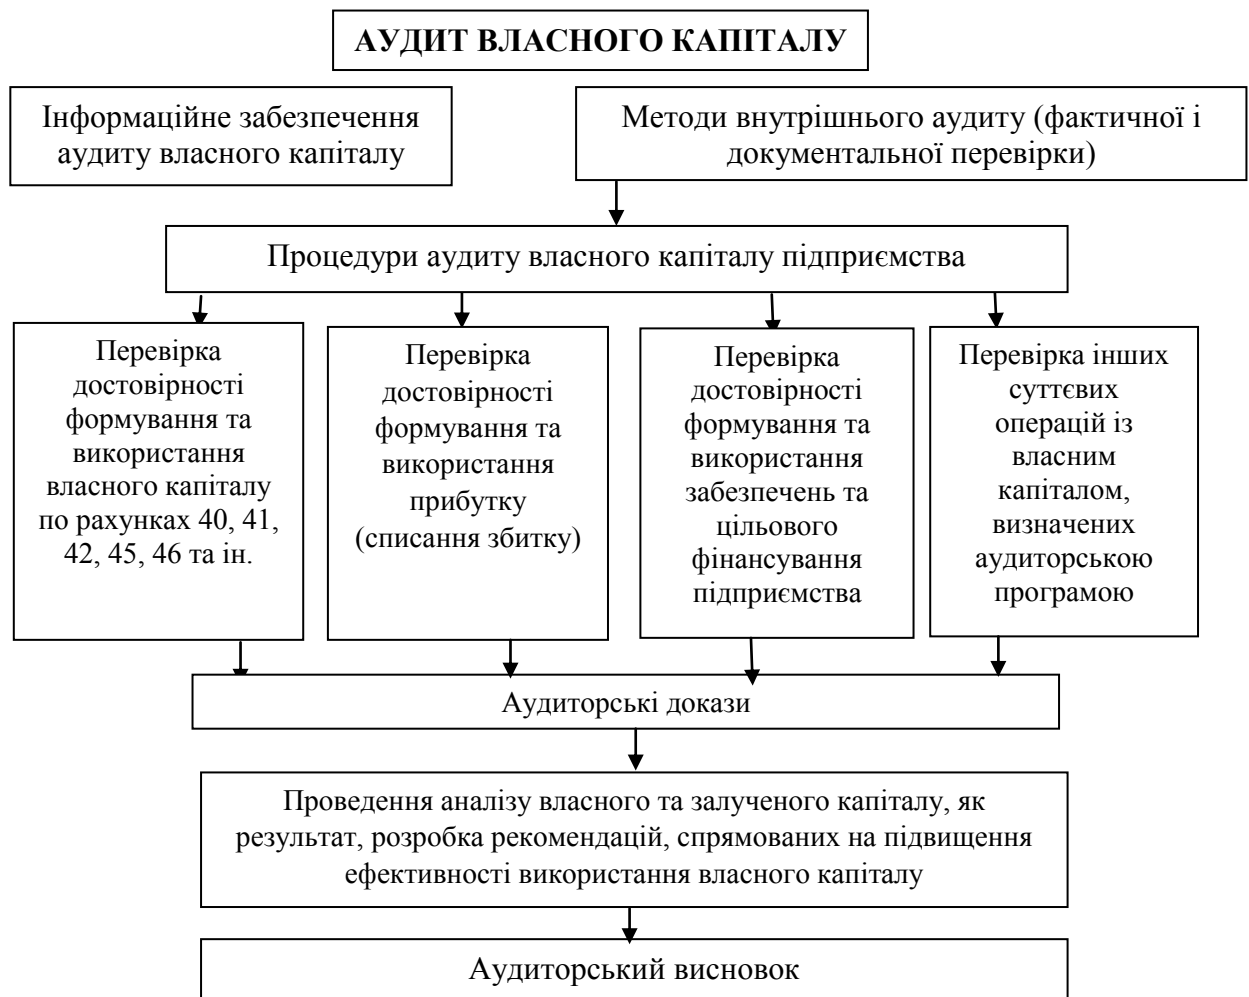 АУДИТ ВЛАСНОГО КАПІТАЛУ
Інформаційне забезпечення
аудиту власного капіталу
Методи внутрішнього аудиту (фактичної і
документальної перевірки)
Процедури аудиту власного капіталу підприємства
Перевірка
достовірності
формування та
використання
власного капіталу
по рахунках 40, 41,
42, 45, 46 та ін.
Перевірка
достовірності
формування та
використання
прибутку
(списання збитку)
Перевірка
достовірності
формування та
використання
забезпечень та
цільового
фінансування
підприємства
Перевірка інших
суттєвих
операцій із
власним
капіталом,
визначених
аудиторською
програмою
Аудиторські докази
Проведення аналізу власного та залученого капіталу, як
результат, розробка рекомендацій, спрямованих на підвищення
ефективності використання власного капіталу
Аудиторський висновок